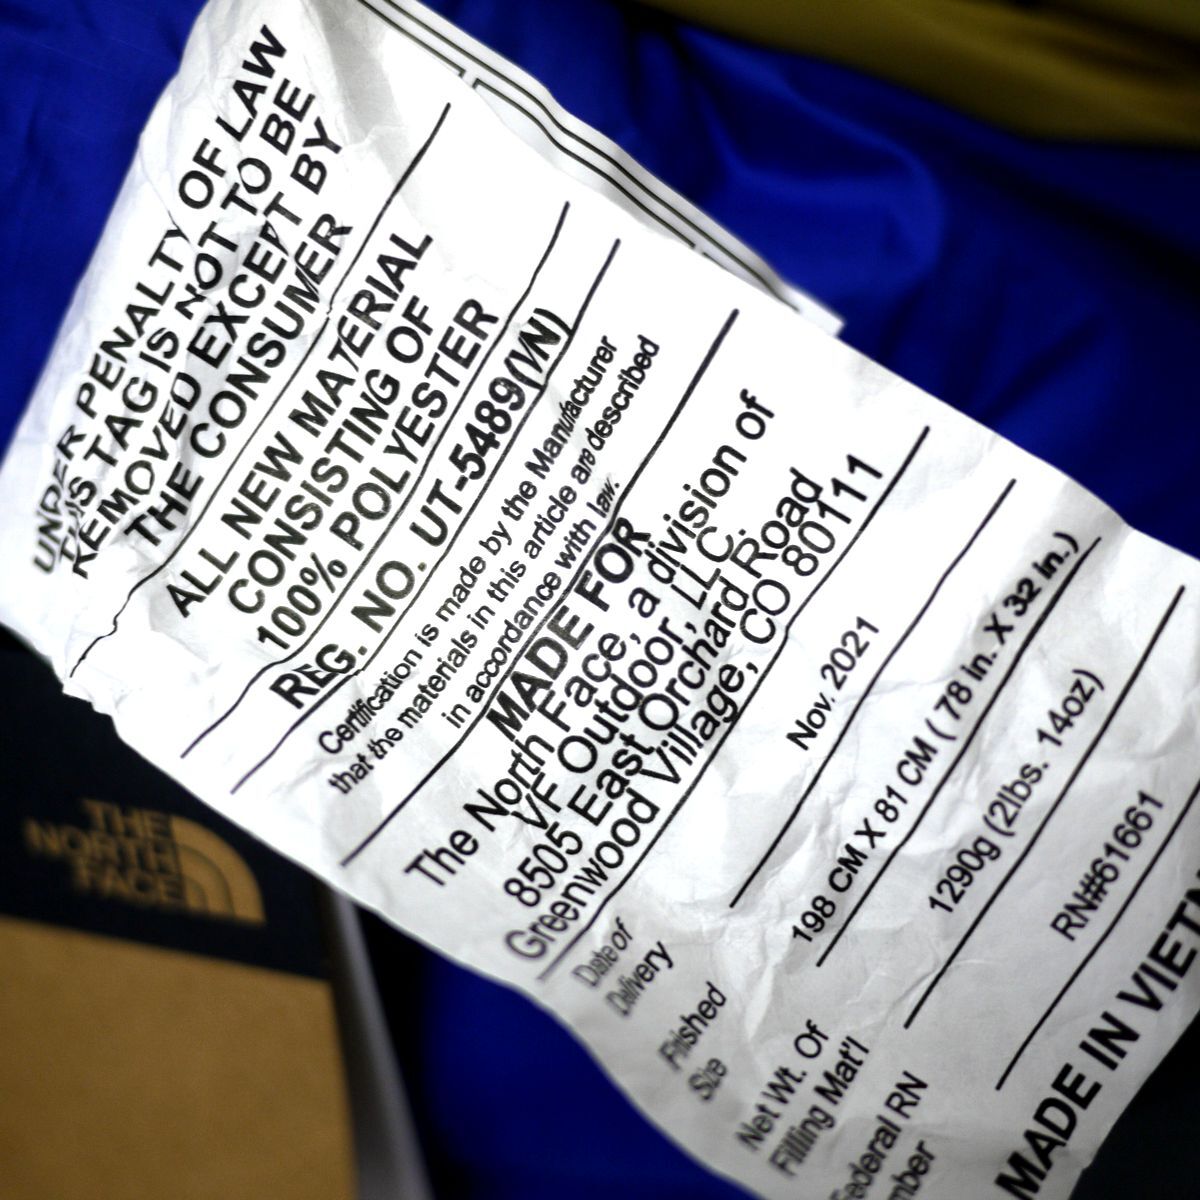 UNDER PENALTY OF LAW
THIS TAG IS NOT TO BE
REMOVED EXCEPT BY
THE CONSUMER
ALL NEW MATERIAL
CONSISTING OF
100% POLYESTER
REG. NO. UT-5489(VN)
Certification is made by the Manufacturer
that the materials in this article are described
in accordance with law.
MADE FOR
The North Face, a division of
VF Outdoor, LLC.
8505 East Orchard Road
Greenwood Village, CO 80111
Date of
Delivery
Nov. 2021
Finished
Size
198 CM X 81 CM ( 78 in. X 32 in.)
Net Wt. Of
Fillling Mat'l
1290g (2lbs. 14oz)
Federal RN
mber
RN#61661
MADE IN VIETN
THE
NORTH
FACE